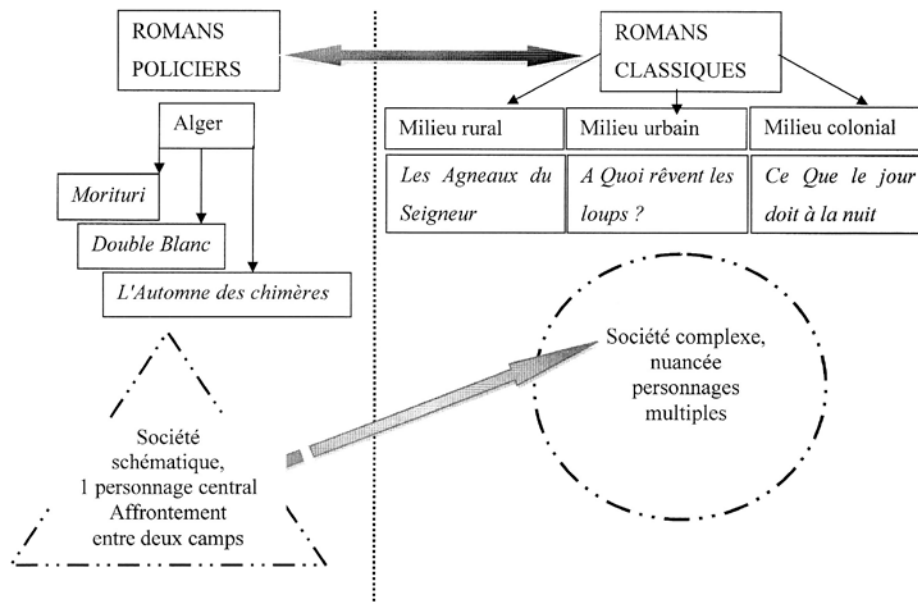 ROMANS
POLICIERS
Alger
Morituri
Double Blanc
L'Automne des chimères
Société
schématique,
1 personnage central
Affrontement
entre deux camps
ROMANS
CLASSIQUES
Milieu rural
Milieu urbain
Milieu colonial
Les Agneaux du
Seigneur
A Quoi rêvent les
loups ?
Ce Que le jour
doit à la nuit
Société complexe,
nuancée
personnages
multiples